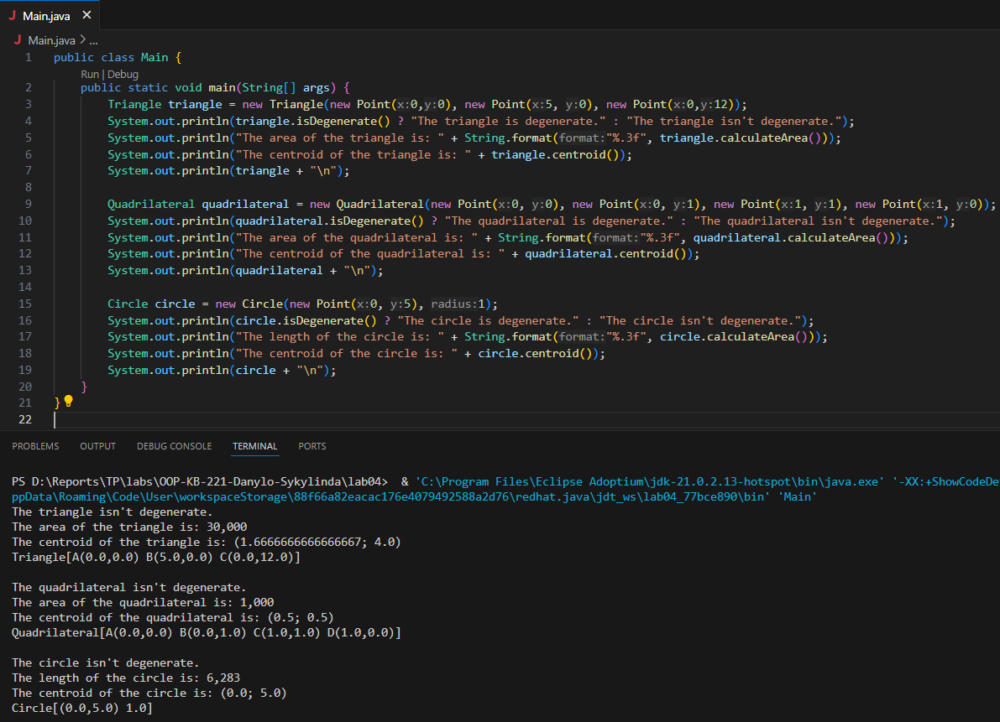 J Main.java ×
J Main.java > ...
1 public class Main {
Run | Debug
2 public static void main(String[] args) {
3 Triangle triangle = new Triangle(new Point(x:0,y:0), new Point(x:5, y:0), new Point(x:0,y:12));
4 System.out.println(triangle.isDegenerate() ? "The triangle is degenerate." : "The triangle isn't degenerate.");
5 System.out.println("The area of the triangle is: " + String.format(format:"%.3f", triangle.calculateArea()));
6 System.out.println("The centroid of the triangle is: " + triangle.centroid());
7 System.out.println(triangle + "\n");
8
9 Quadrilateral quadrilateral = new Quadrilateral(new Point(x:0, y:0), new Point(x:0, y:1), new Point(x:1, y:1), new Point(x:1, y:0));
10 System.out.println(quadrilateral.isDegenerate() ? "The quadrilateral is degenerate." : "The quadrilateral isn't degenerate.");
11 System.out.println("The area of the quadrilateral is: " + String.format(format:"%.3f", quadrilateral.calculateArea()));
12 System.out.println("The centroid of the quadrilateral is: " + quadrilateral.centroid());
13 System.out.println(quadrilateral + "\n");
14
15 Circle circle = new Circle(new Point(x:0, y:5), radius:1);
16 System.out.println(circle.isDegenerate() ? "The circle is degenerate." : "The circle isn't degenerate.");
17 System.out.println("The length of the circle is: " + String.format(format:"%.3f", circle.calculateArea()));
18 System.out.println("The centroid of the circle is: " + circle.centroid());
19 System.out.println(circle + "\n");
20 }
21 }
22
PROBLEMS OUTPUT DEBUG CONSOLE TERMINAL PORTS
PS D:\Reports\TP\labs\OOP-KB-221-Danylo-Sykylinda\lab04> & 'C:\Program Files\Eclipse Adoptium\jdk-21.0.2.13-hotspot\bin\java.exe' '-XX:+ShowCodeDe
ppData\Roaming\Code\User\workspaceStorage\88f66a82eacac176e4079492588a2d76\redhat.java\jdt_ws\lab04_77bce890\bin' 'Main'
The triangle isn't degenerate.
The area of the triangle is: 30,000
The centroid of the triangle is: (1.6666666666666667; 4.0)
Triangle[A(0.0,0.0) B(5.0,0.0) C(0.0,12.0)]
The quadrilateral isn't degenerate.
The area of the quadrilateral is: 1,000
The centroid of the quadrilateral is: (0.5; 0.5)
Quadrilateral[A(0.0,0.0) B(0.0,1.0) C(1.0,1.0) D(1.0,0.0)]
The circle isn't degenerate.
The length of the circle is: 6,283
The centroid of the circle is: (0.0; 5.0)
Circle[(0.0,5.0) 1.0]